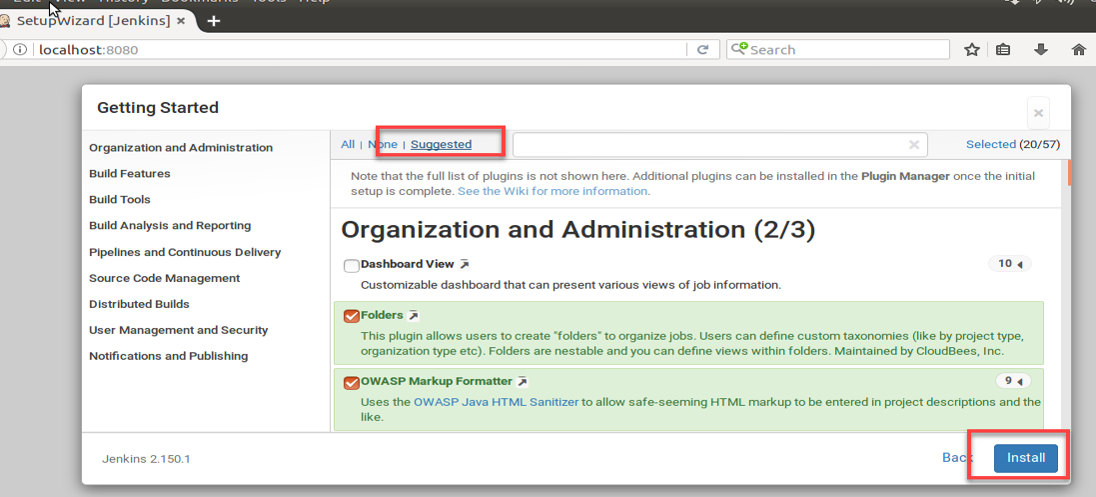 Edit View History Bookmarks Tools Help
SetupWizard [Jenkins]
localhost:8080
Search
Getting Started
Organization and Administration
Build Features
Build Tools
Build Analysis and Reporting
Pipelines and Continuous Delivery
Source Code Management
Distributed Builds
User Management and Security
Notifications and Publishing
All | None | Suggested
Selected (20/57)
Note that the full list of plugins is not shown here. Additional plugins can be installed in the Plugin Manager once the initial
setup is complete. See the Wiki for more information.
Organization and Administration (2/3)
Dashboard View
10
Customizable dashboard that can present various views of job information.
Folders
This plugin allows users to create "folders" to organize jobs. Users can define custom taxonomies (like by project type,
organization type etc). Folders are nestable and you can define views within folders. Maintained by CloudBees, Inc.
OWASP Markup Formatter
9
Uses the OWASP Java HTML Sanitizer to allow safe-seeming HTML markup to be entered in project descriptions and the
like.
Jenkins 2.150.1
Back
Install